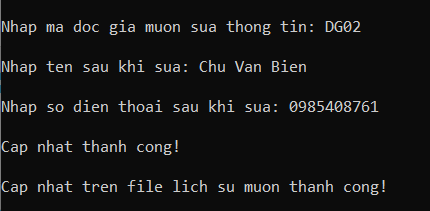 Nhap ma doc gia muon sua thong tin: DG02
Nhap ten sau khi sua: Chu Van Bien
Nhap so dien thoai sau khi sua: 0985408761
Cap nhat thanh cong!
Cap nhat tren file lich su muon thanh cong!